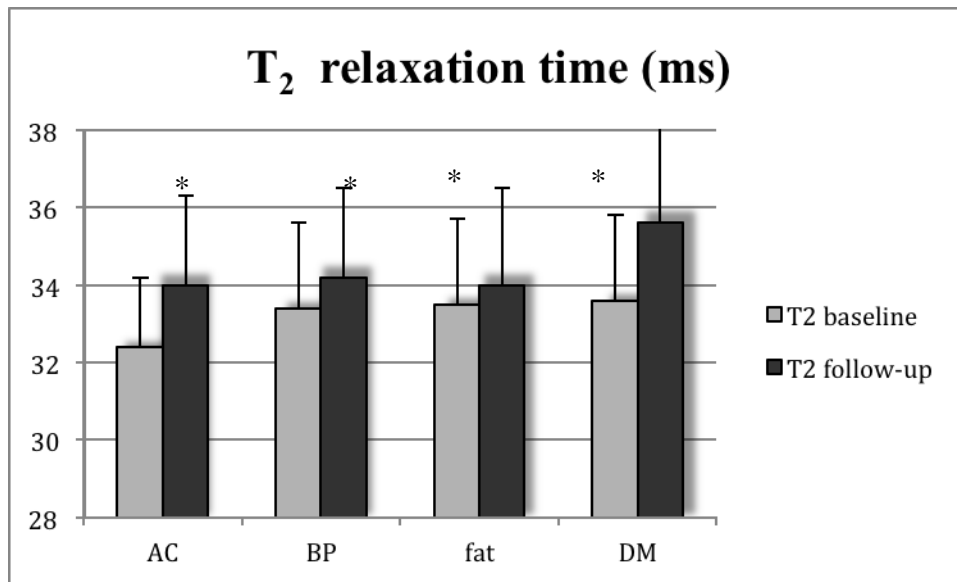 T₂ relaxation time (ms)
38
* * * *
36
34
32
30
28
AC BP fat DM
T2 baseline
T2 follow-up